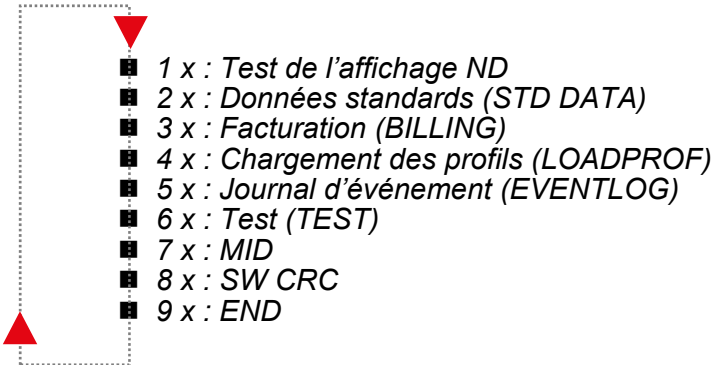 1 x : Test de l’affichage ND
2 x : Données standards (STD DATA)
3 x : Facturation (BILLING)
4 x : Chargement des profils (LOADPROF)
5 x : Journal d’événement (EVENTLOG)
6 x : Test (TEST)
7 x : MID
8 x : SW CRC
9 x : END